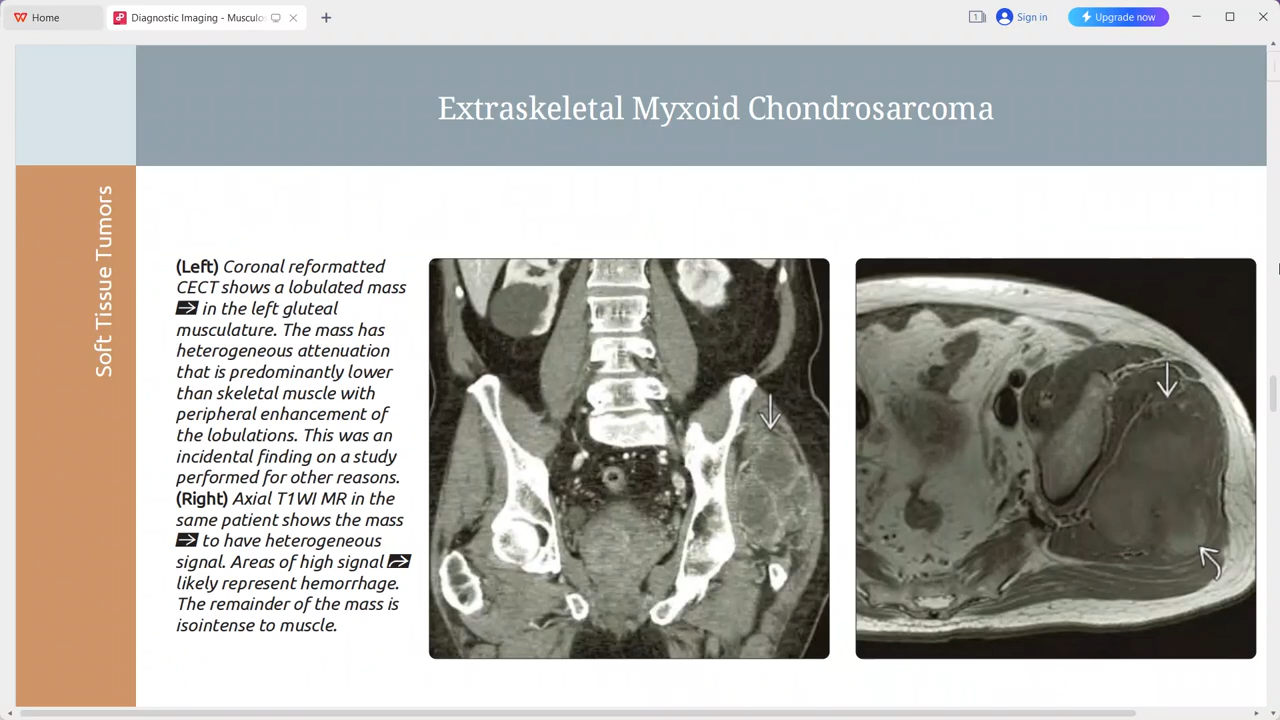 Home
Diagnostic Imaging - Musculos
1
Sign in
Upgrade now
Extraskeletal Myxoid Chondrosarcoma
Soft Tissue Tumors
(Left) Coronal reformatted
CECT shows a lobulated mass
in the left gluteal
musculature. The mass has
heterogeneous attenuation
that is predominantly lower
than skeletal muscle with
peripheral enhancement of
the lobulations. This was an
incidental finding on a study
performed for other reasons.
(Right) Axial T1WI MR in the
same patient shows the mass
to have heterogeneous
signal. Areas of high signal
likely represent hemorrhage.
The remainder of the mass is
isointense to muscle.